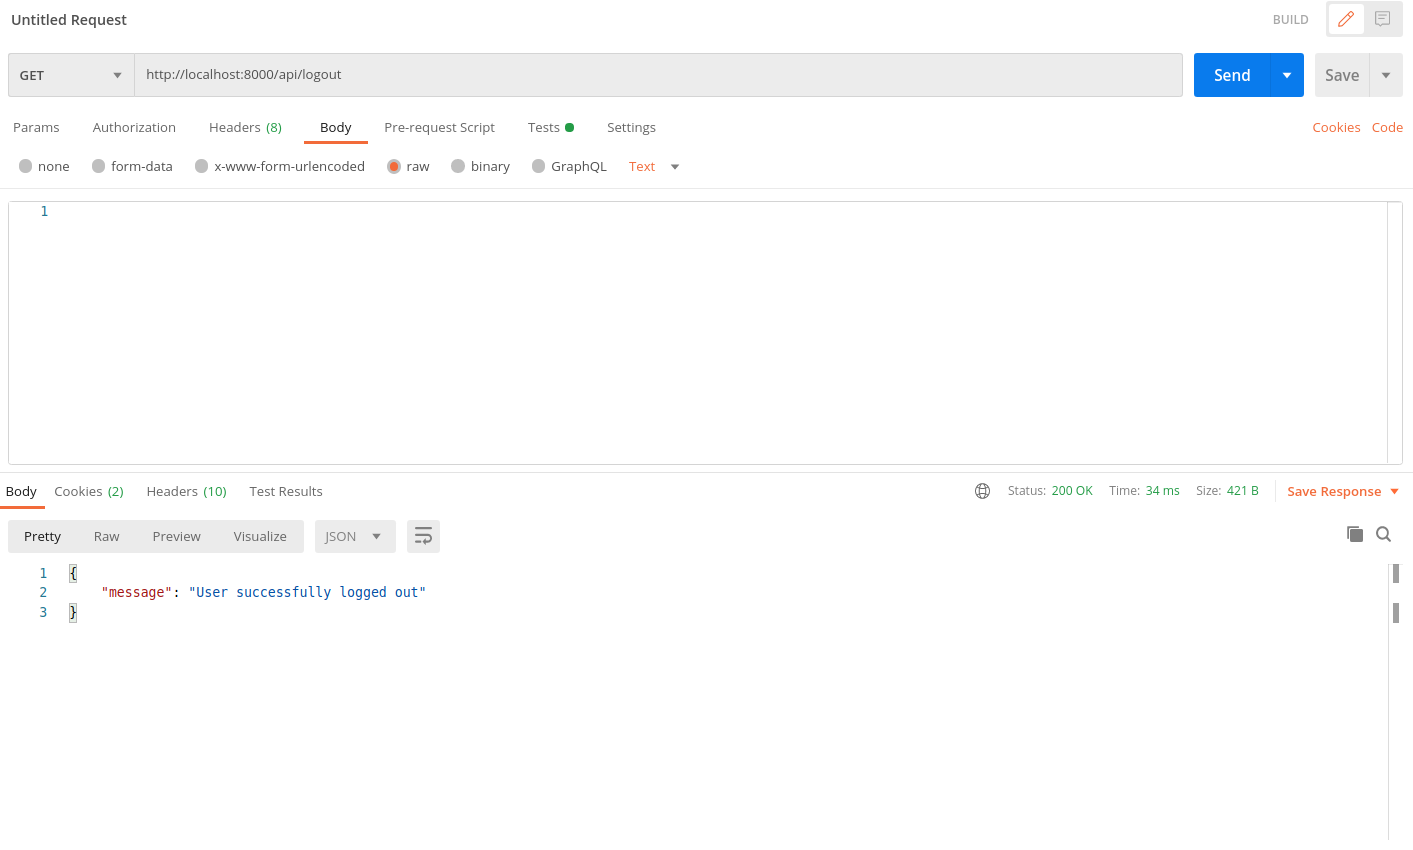 Untitled Request
BUILD
GET
http://localhost:8000/api/logout
Send
Save
Params Authorization Headers (8) Body Pre-request Script Tests Settings Cookies Code
none form-data x-www-form-urlencoded raw binary GraphQL Text
1
Body Cookies (2) Headers (10) Test Results Status: 200 OK Time: 34 ms Size: 421 B Save Response
Pretty Raw Preview Visualize JSON
1 {
2 "message": "User successfully logged out"
3 }